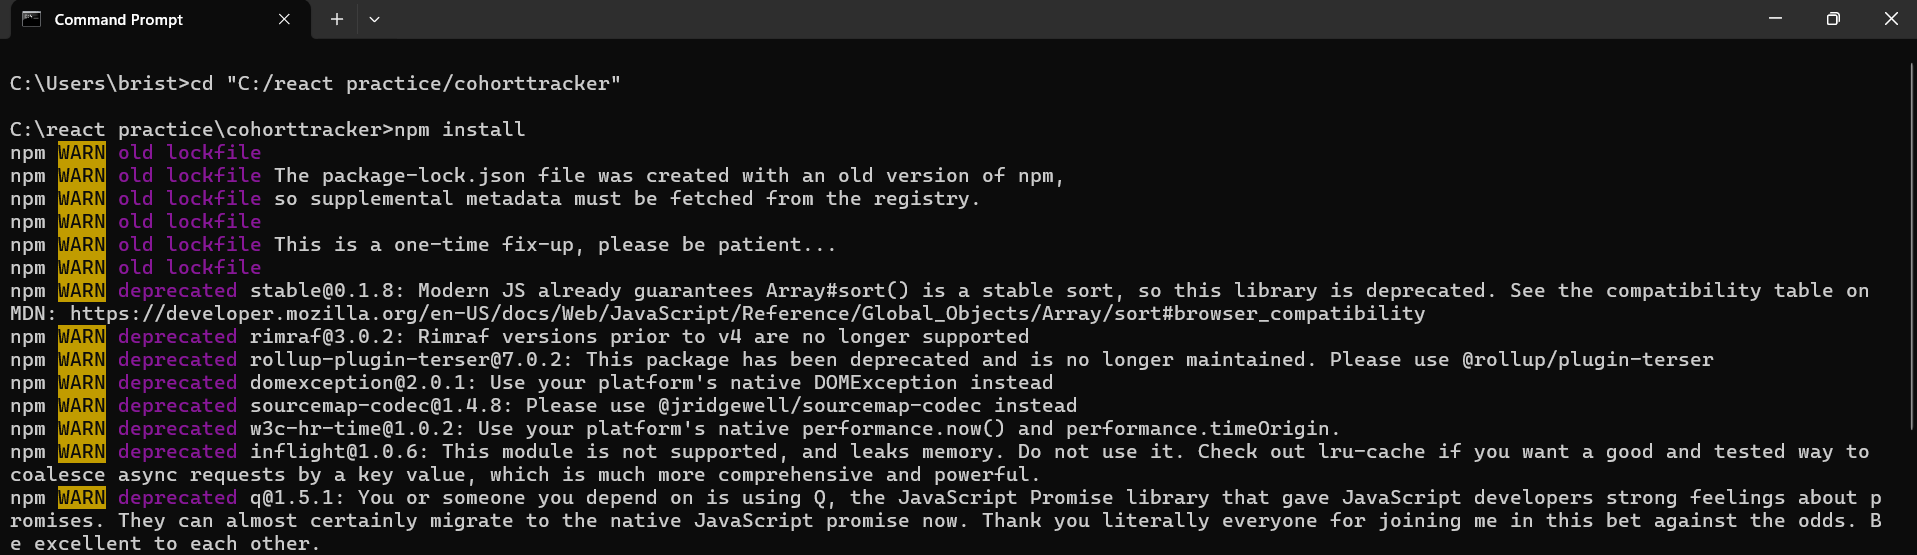 Command Prompt
C:\Users\brist>cd "C:/react practice/cohorttracker"
C:\react practice\cohorttracker>npm install
npm WARN old lockfile
npm WARN old lockfile The package-lock.json file was created with an old version of npm,
npm WARN old lockfile so supplemental metadata must be fetched from the registry.
npm WARN old lockfile
npm WARN old lockfile This is a one-time fix-up, please be patient...
npm WARN old lockfile
npm WARN deprecated stable@0.1.8: Modern JS already guarantees Array#sort() is a stable sort, so this library is deprecated. See the compatibility table on
MDN: https://developer.mozilla.org/en-US/docs/Web/JavaScript/Reference/Global_Objects/Array/sort#browser_compatibility
npm WARN deprecated rimraf@3.0.2: Rimraf versions prior to v4 are no longer supported
npm WARN deprecated rollup-plugin-terser@7.0.2: This package has been deprecated and is no longer maintained. Please use @rollup/plugin-terser
npm WARN deprecated domexception@2.0.1: Use your platform's native DOMException instead
npm WARN deprecated sourcemap-codec@1.4.8: Please use @jridgewell/sourcemap-codec instead
npm WARN deprecated w3c-hr-time@1.0.2: Use your platform's native performance.now() and performance.timeOrigin.
npm WARN deprecated inflight@1.0.6: This module is not supported, and leaks memory. Do not use it. Check out lru-cache if you want a good and tested way to
coalesce async requests by a key value, which is much more comprehensive and powerful.
npm WARN deprecated q@1.5.1: You or someone you depend on is using Q, the JavaScript Promise library that gave JavaScript developers strong feelings about p
romises. They can almost certainly migrate to the native JavaScript promise now. Thank you literally everyone for joining me in this bet against the odds. B
e excellent to each other.